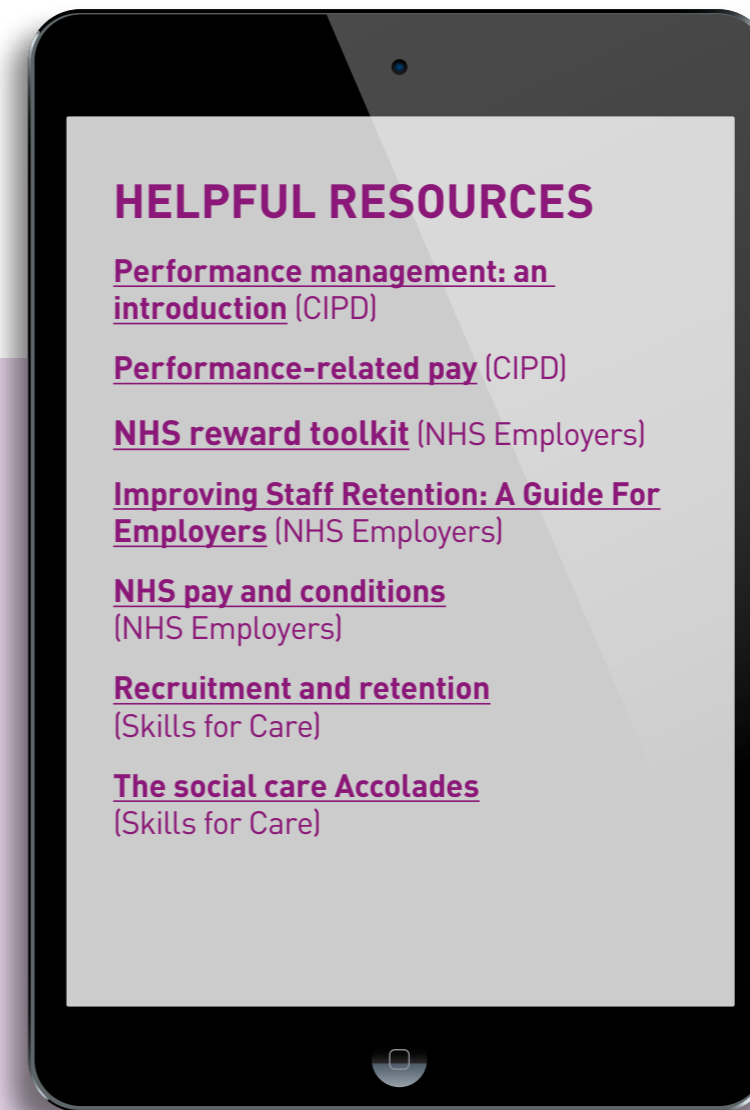 HELPFUL RESOURCES
Performance management: an
introduction (CIPD)
Performance-related pay (CIPD)
NHS reward toolkit (NHS Employers)
Improving Staff Retention: A Guide For
Employers (NHS Employers)
NHS pay and conditions
(NHS Employers)
Recruitment and retention
(Skills for Care)
The social care Accolades
(Skills for Care)